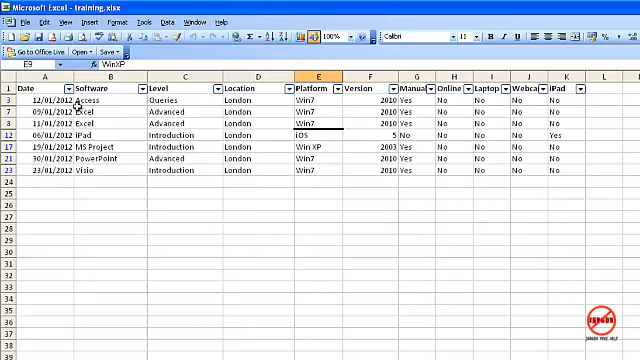 Microsoft Excel - training.xlsx
File Edit View Insert Format Tools Data Window Help
100% Calibri 11 B I U
Go to Office Live Open Save
E9 fx WinXP
A B C D E F G H I J K L
1 Date Software Level Location Platform Version Manual Online Laptop Webca iPad
3 12/01/2012 Access Queries London Win7 2010 Yes No No No No
7 09/01/2012 Excel Advanced London Win7 2010 Yes No No No No
8 11/01/2012 Excel Advanced London Win7 2010 Yes No No No No
12 06/01/2012 iPad Introduction London iOS 5 No No No No Yes
17 19/01/2012 MS Project Introduction London Win XP 2003 Yes No No No No
21 30/01/2012 PowerPoint Advanced London Win7 2010 Yes No No No No
23 23/01/2012 Visio Introduction London Win7 2010 Yes No No No No
24
25
26
27
28
29
30
31
32
33
34
35
36
37
38
39
JARGON
JARGON FREE HELP